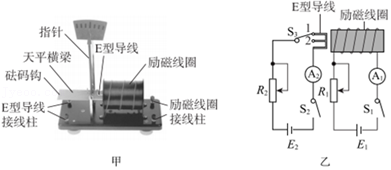 指针
E型导线
天平横梁
励磁线圈
砝码钩
E型导线
接线柱
励磁线圈
接线柱
甲
E型导线
励磁线圈
S₃
1
2
A₂
A₁
R₂
S₂
R₁
S₁
E₂
E₁
乙